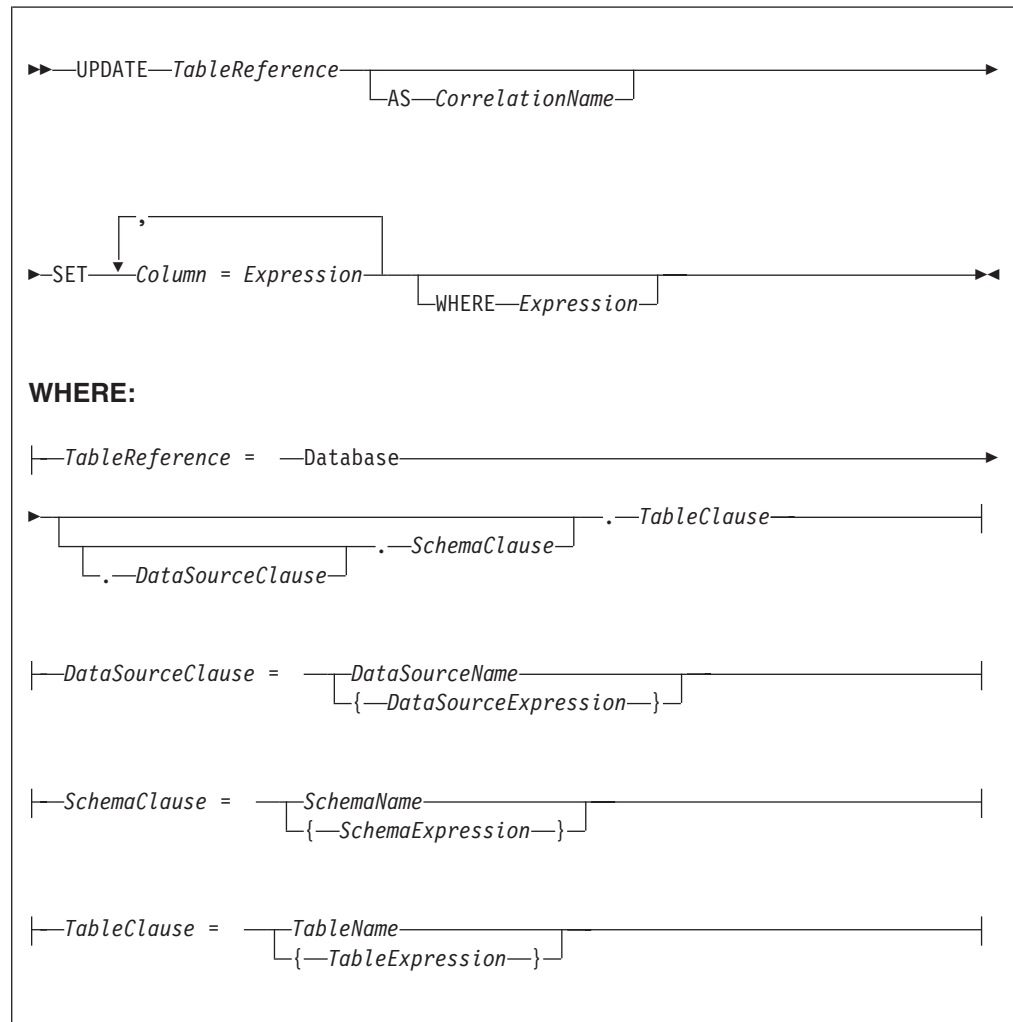 UPDATE TableReference
AS CorrelationName
,
SET Column = Expression
WHERE Expression
WHERE:
TableReference = Database
. TableClause
. SchemaClause
. DataSourceClause
DataSourceClause = DataSourceName
{ DataSourceExpression }
SchemaClause = SchemaName
{ SchemaExpression }
TableClause = TableName
{ TableExpression }